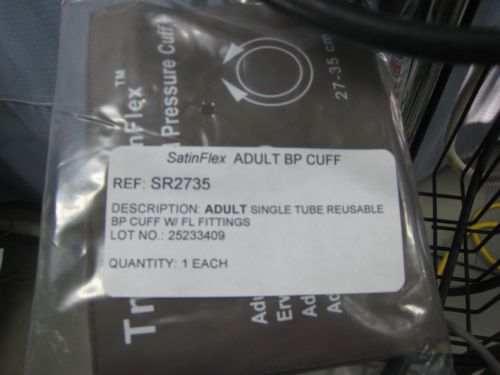 SatinFlex ADULT BP CUFF
REF: SR2735
DESCRIPTION: ADULT SINGLE TUBE REUSABLE
BP CUFF W/ FL FITTINGS
LOT NO.: 25233409
QUANTITY: 1 EACH
Flex™
Pressure Cuff
27-35 cm